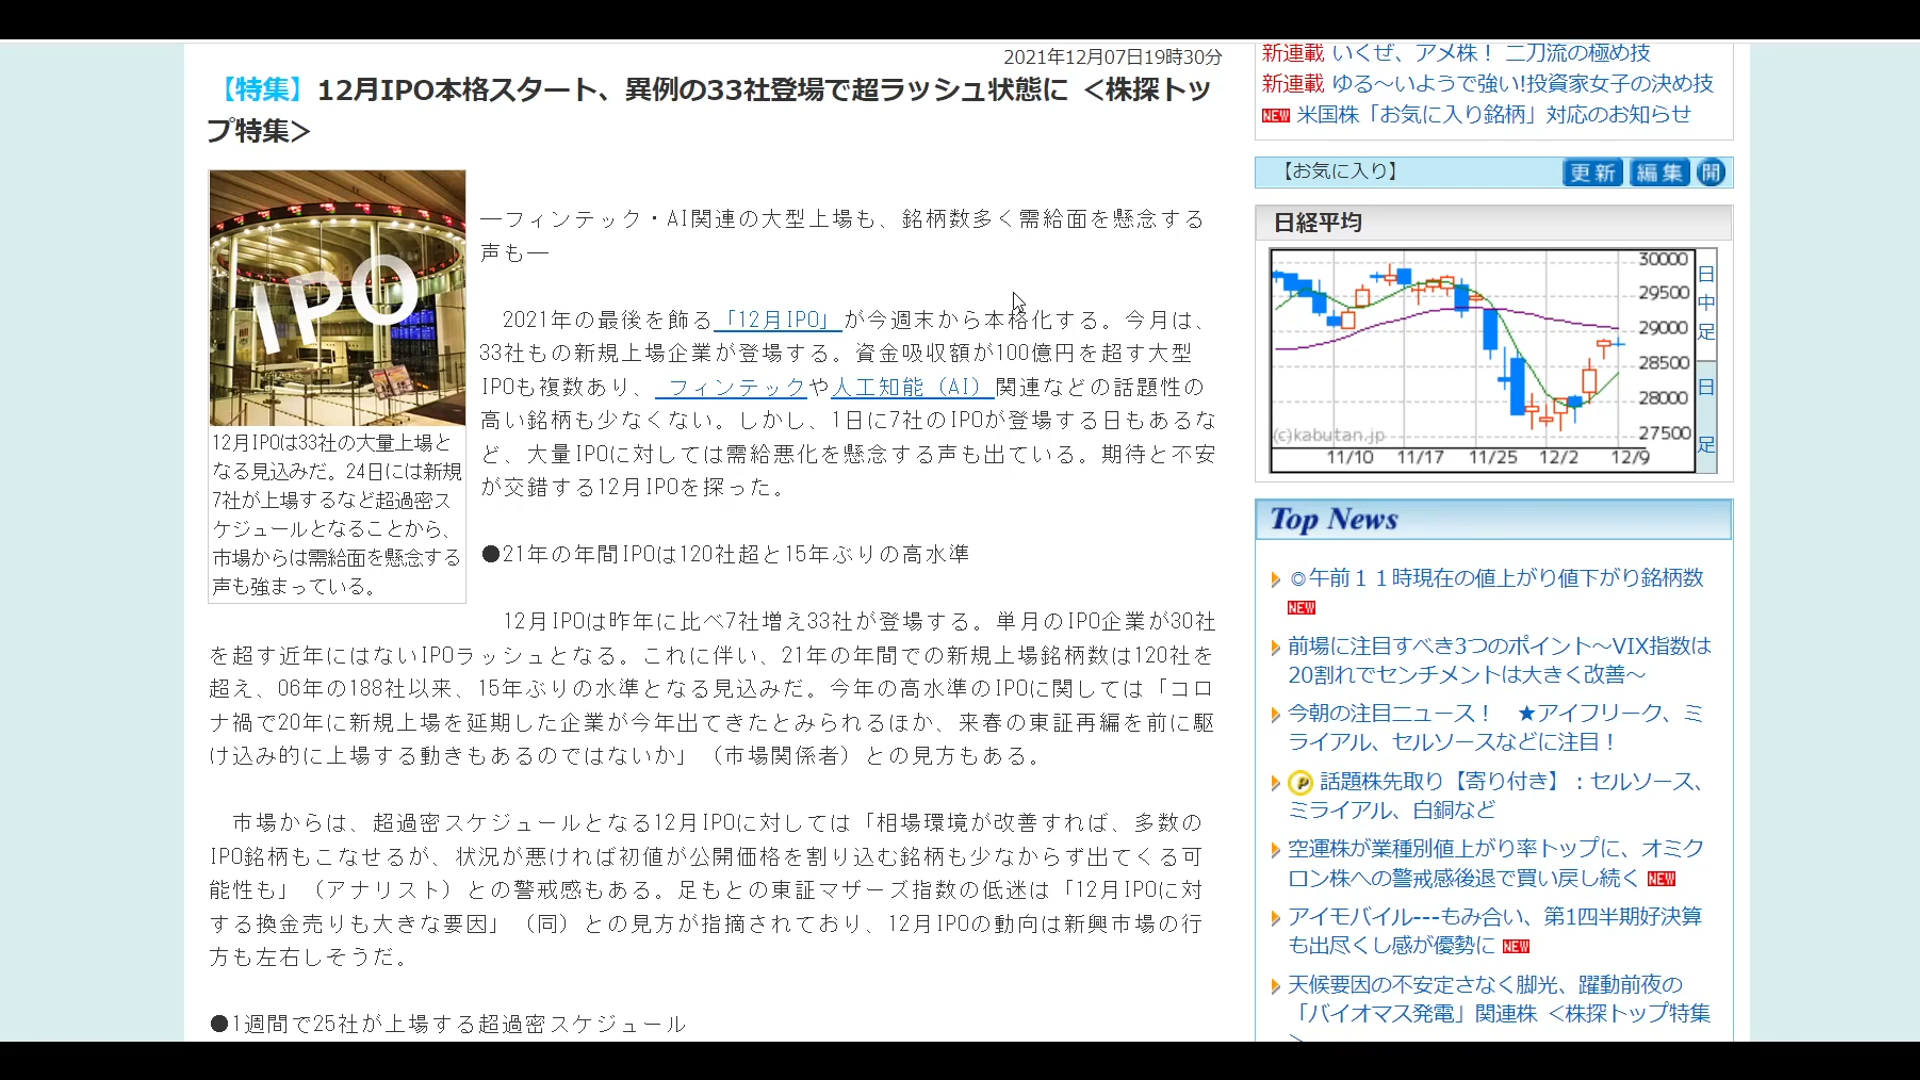 2021年12月07日19時30分
【特集】12月IPO本格スタート、異例の33社登場で超ラッシュ状態に <株探トッ
プ特集>
IPO
12月IPOは33社の大量上場と
なる見込みだ。24日には新規
7社が上場するなど超過密ス
ケジュールとなることから、
市場からは需給面を懸念する
声も強まっている。
―フィンテック・AI関連の大型上場も、銘柄数多く需給面を懸念する
声も―
2021年の最後を飾る「12月IPO」が今週末から本格化する。今月は、
33社もの新規上場企業が登場する。資金吸収額が100億円を超す大型
IPOも複数あり、フィンテックや人工知能（AI）関連などの話題性の
高い銘柄も少なくない。しかし、1日に7社のIPOが登場する日もあるな
ど、大量IPOに対しては需給悪化を懸念する声も出ている。期待と不安
が交錯する12月IPOを探った。
●21年の年間IPOは120社超と15年ぶりの高水準
12月IPOは昨年に比べ7社増え33社が登場する。単月のIPO企業が30社
を超す近年にはないIPOラッシュとなる。これに伴い、21年の年間での新規上場銘柄数は120社を
超え、06年の188社以来、15年ぶりの水準となる見込みだ。今年の高水準のIPOに関しては「コロ
ナ禍で20年に新規上場を延期した企業が今年出てきたとみられるほか、来春の東証再編を前に駆
け込み的に上場する動きもあるのではないか」（市場関係者）との見方もある。
市場からは、超過密スケジュールとなる12月IPOに対しては「相場環境が改善すれば、多数の
IPO銘柄もこなせるが、状況が悪ければ初値が公開価格を割り込む銘柄も少なからず出てくる可
能性も」（アナリスト）との警戒感もある。足もとの東証マザーズ指数の低迷は「12月IPOに対
する換金売りも大きな要因」（同）との見方が指摘されており、12月IPOの動向は新興市場の行
方も左右しそうだ。
●1週間で25社が上場する超過密スケジュール
新連載 いくぜ、アメ株！ 二刀流の極め技
新連載 ゆる～いようで強い!投資家女子の決め技
NEW 米国株「お気に入り銘柄」対応のお知らせ
【お気に入り】 更新 編集 開
日経平均
30000
29500
29000
28500
28000
27500
(c)kabutan.jp
11/10 11/17 11/25 12/2 12/9
日中足
日足
Top News
◎午前１１時現在の値上がり値下がり銘柄数
NEW
前場に注目すべき3つのポイント～VIX指数は
20割れでセンチメントは大きく改善～
今朝の注目ニュース！ ★アイフリーク、ミ
ライアル、セルソースなどに注目！
P 話題株先取り【寄り付き】：セルソース、
ミライアル、白銅など
空運株が業種別値上がり率トップに、オミク
ロン株への警戒感後退で買い戻し続く NEW
アイモバイル---もみ合い、第1四半期好決算
も出尽くし感が優勢に NEW
天候要因の不安定さなく脚光、躍動前夜の
「バイオマス発電」関連株 <株探トップ特集
>